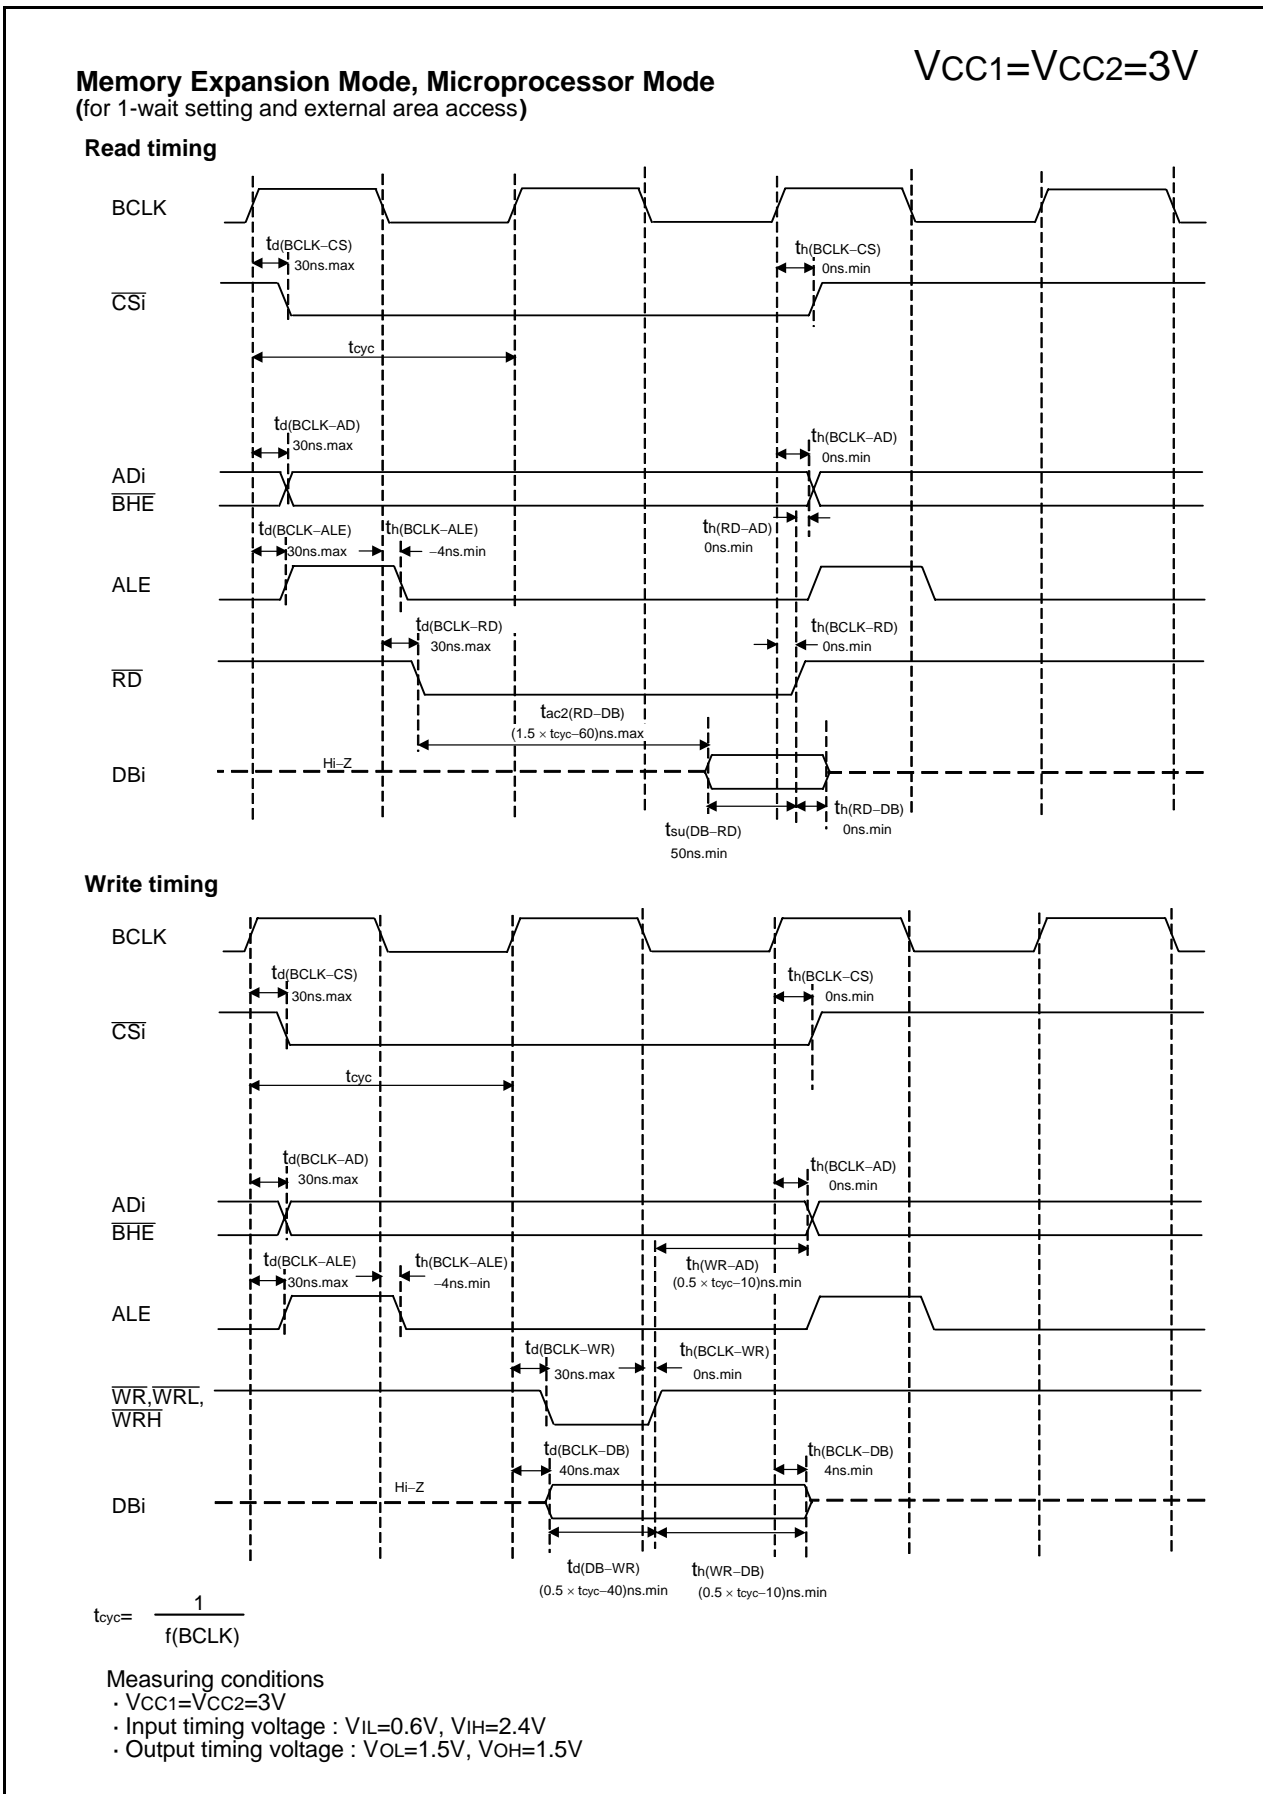 VCC1=VCC2=3V
Memory Expansion Mode, Microprocessor Mode
(for 1-wait setting and external area access)
Read timing
BCLK
td(BCLK−CS)
30ns.max
th(BCLK−CS)
0ns.min
CSi
tcyc
td(BCLK−AD)
30ns.max
th(BCLK−AD)
0ns.min
ADi
BHE
td(BCLK−ALE)
30ns.max
th(BCLK−ALE)
−4ns.min
th(RD−AD)
0ns.min
ALE
td(BCLK−RD)
30ns.max
th(BCLK−RD)
0ns.min
RD
tac2(RD−DB)
(1.5 × tcyc−60)ns.max
DBi
Hi−Z
tsu(DB−RD)
50ns.min
th(RD−DB)
0ns.min
Write timing
BCLK
td(BCLK−CS)
30ns.max
th(BCLK−CS)
0ns.min
CSi
tcyc
td(BCLK−AD)
30ns.max
th(BCLK−AD)
0ns.min
ADi
BHE
td(BCLK−ALE)
30ns.max
th(BCLK−ALE)
−4ns.min
th(WR−AD)
(0.5 × tcyc−10)ns.min
ALE
td(BCLK−WR)
30ns.max
th(BCLK−WR)
0ns.min
WR,WRL,
WRH
td(BCLK−DB)
40ns.max
th(BCLK−DB)
4ns.min
DBi
Hi−Z
td(DB−WR)
(0.5 × tcyc−40)ns.min
th(WR−DB)
(0.5 × tcyc−10)ns.min
tcyc=
1
f(BCLK)
Measuring conditions
· VCC1=VCC2=3V
· Input timing voltage : VIL=0.6V, VIH=2.4V
· Output timing voltage : VOL=1.5V, VOH=1.5V